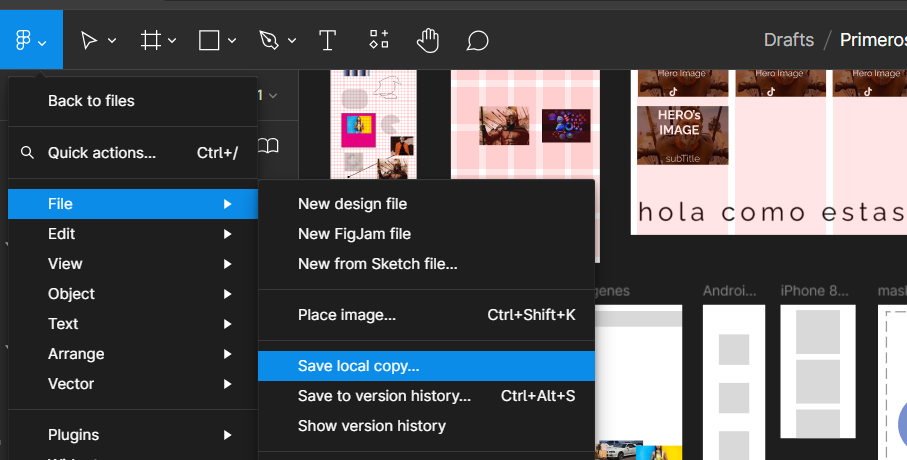 Drafts / Primeros
Back to files
1
Quick actions... Ctrl+/
File
Edit
View
Object
Text
Arrange
Vector
Plugins
New design file
New FigJam file
New from Sketch file...
Place image... Ctrl+Shift+K
Save local copy...
Save to version history... Ctrl+Alt+S
Show version history
Hero Image
Hero Image
Hero Image
HERO's
IMAGE
subTitle
hola como estas
genes
Androi...
iPhone 8...
mas